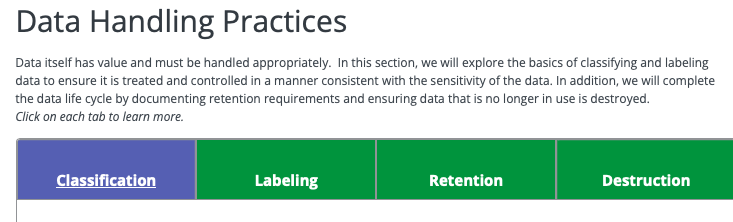 Data Handling Practices
Data itself has value and must be handled appropriately.  In this section, we will explore the basics of classifying and labeling
data to ensure it is treated and controlled in a manner consistent with the sensitivity of the data. In addition, we will complete
the data life cycle by documenting retention requirements and ensuring data that is no longer in use is destroyed.
Click on each tab to learn more.
Classification Labeling Retention Destruction